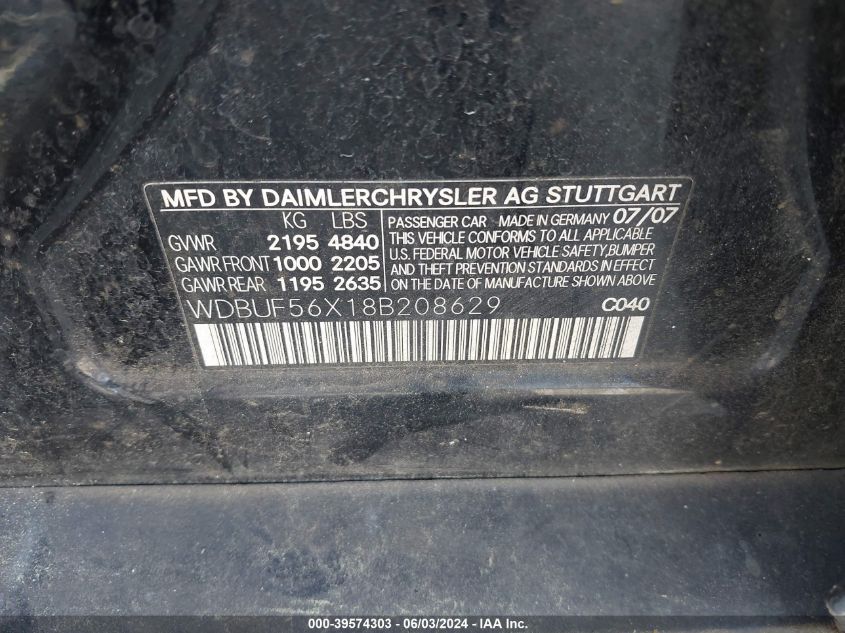 MFD BY DAIMLERCHRYSLER AG STUTTGART
KG LBS
GVWR 2195 4840
GAWR FRONT 1000 2205
GAWR REAR 1195 2635
PASSENGER CAR MADE IN GERMANY 07/07
THIS VEHICLE CONFORMS TO ALL APPLICABLE
U.S. FEDERAL MOTOR VEHICLE SAFETY,BUMPER
AND THEFT PREVENTION STANDARDS IN EFFECT
ON THE DATE OF MANUFACTURE SHOWN ABOVE
WDBUF56X18B208629 C040
000-39574303 - 06/03/2024 - IAA Inc.